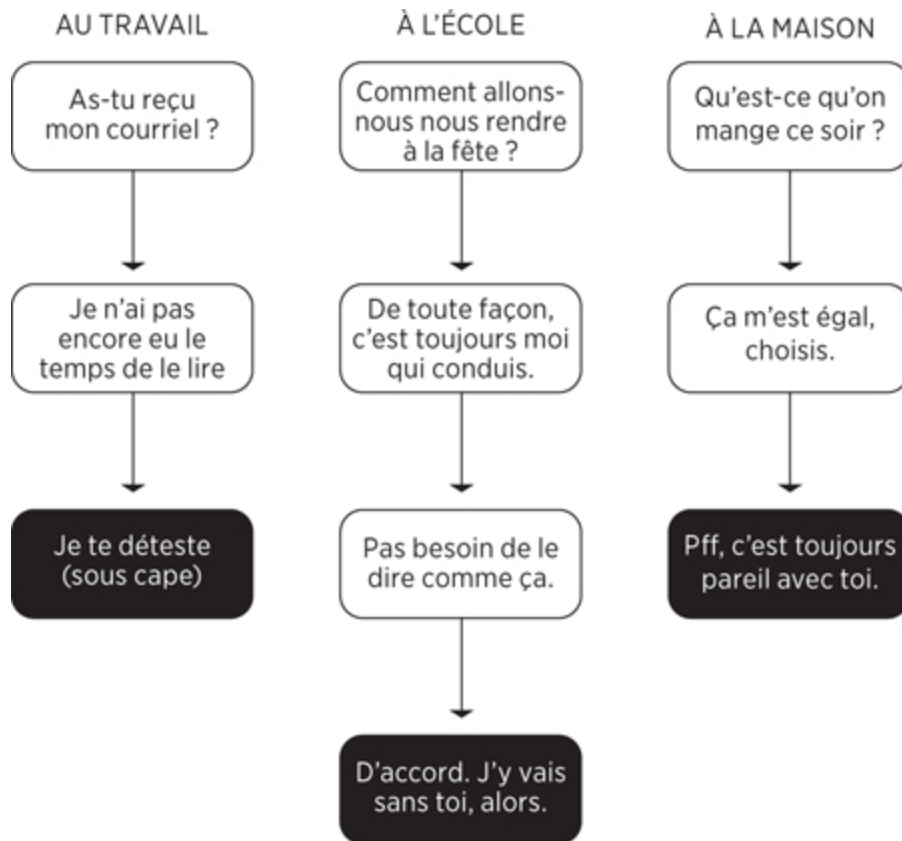 AU TRAVAIL
As-tu reçu
mon courriel ?
Je n'ai pas
encore eu le
temps de le lire
Je te déteste
(sous cape)
À L'ÉCOLE
Comment allons-
nous nous rendre
à la fête ?
De toute façon,
c'est toujours moi
qui conduis.
Pas besoin de le
dire comme ça.
D'accord. J'y vais
sans toi, alors.
À LA MAISON
Qu'est-ce qu'on
mange ce soir ?
Ça m'est égal,
choisis.
Pff, c'est toujours
pareil avec toi.